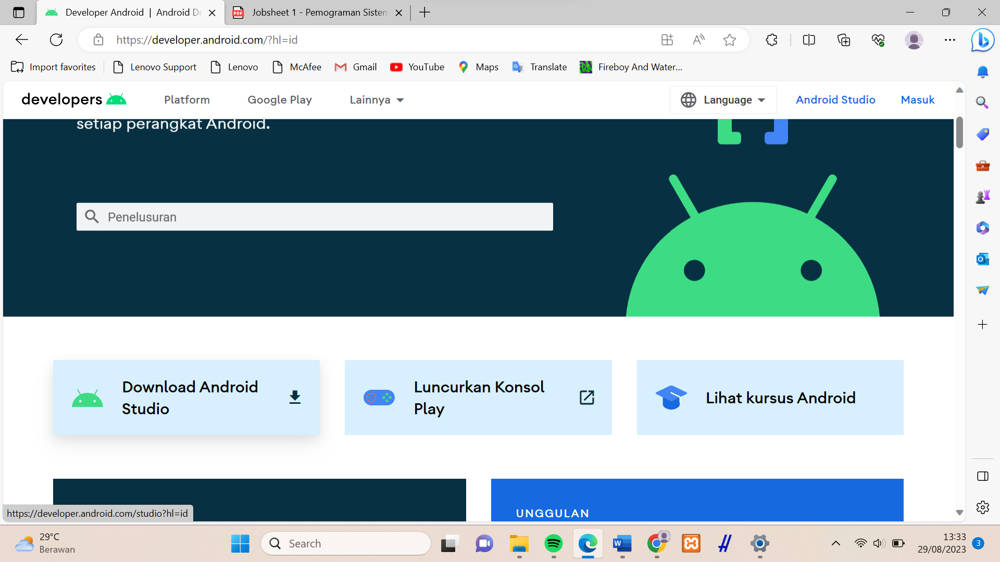 Developer Android | Android De
Jobsheet 1 - Pemograman Sistem
https://developer.android.com/?hl=id
Import favorites
Lenovo Support
Lenovo
McAfee
Gmail
YouTube
Maps
Translate
Fireboy And Water...
developers
Platform
Google Play
Lainnya
Language
Android Studio
Masuk
setiap perangkat Android.
Penelusuran
Download Android
Studio
Luncurkan Konsol
Play
Lihat kursus Android
UNGGULAN
https://developer.android.com/studio?hl=id
29°C
Berawan
Search
13:33
29/08/2023
3